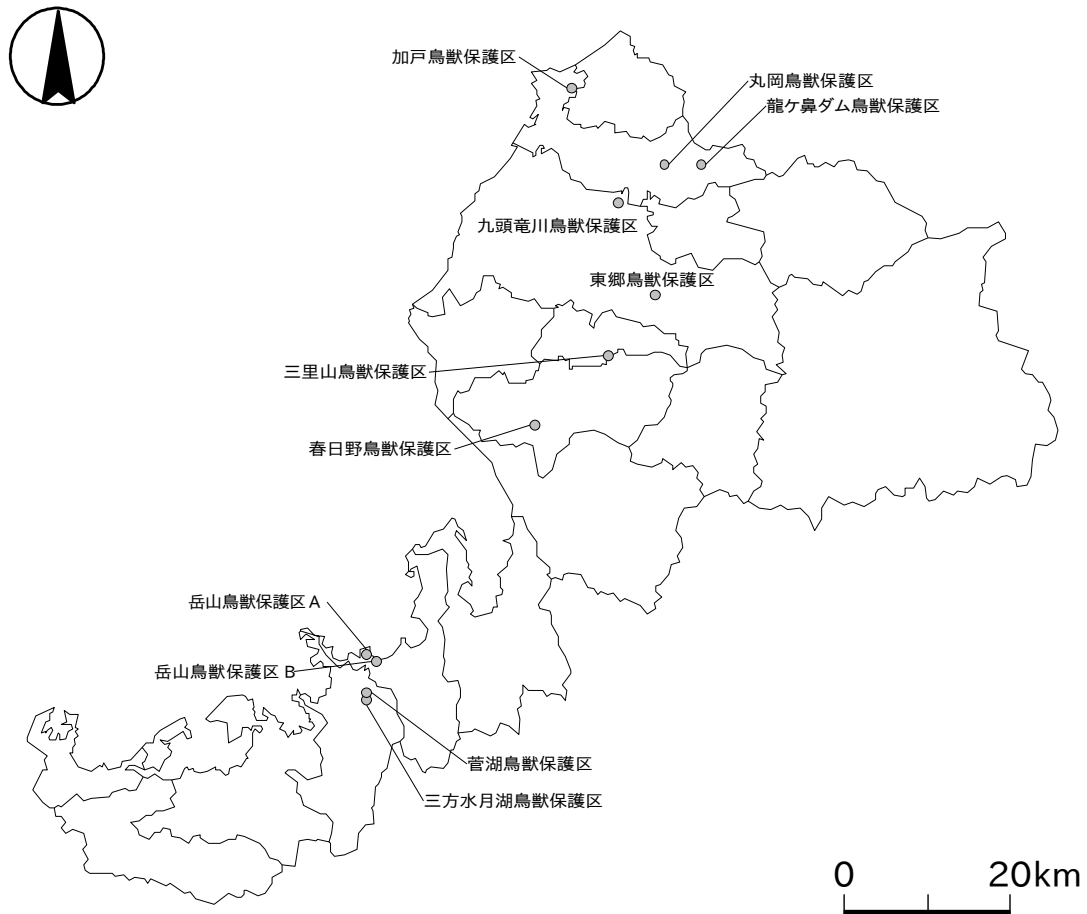 加戸鳥獣保護区
丸岡鳥獣保護区
龍ケ鼻ダム鳥獣保護区
九頭竜川鳥獣保護区
東郷鳥獣保護区
三里山鳥獣保護区
春日野鳥獣保護区
岳山鳥獣保護区A
岳山鳥獣保護区B
菅湖鳥獣保護区
三方水月湖鳥獣保護区
0 20km